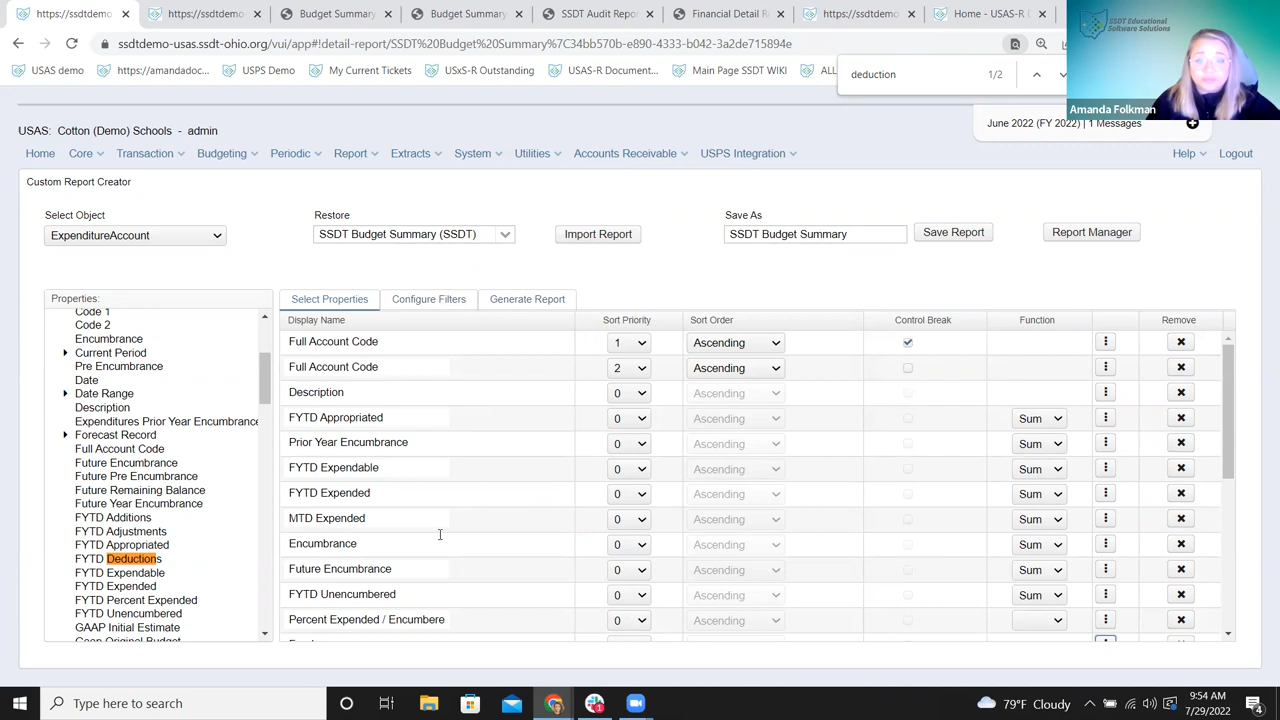 https://ssdtdemo
https://ssdtdemo
Budget Summary
Budget Summary
SSDT Audit Repo
Financial Detail R
https://ssdtdemo
Home - USAS-R
ssdtdemo-usas.ssdt-ohio.org/vui/app#!detail-report/SSDT%20Budget%20Summary%7C34bb570b-e890-4333-b042-3a2de715894e
USAS demo
https://amandadoc...
USPS Demo
My Current Tickets
USxS-R Outstanding
USAS-R Document...
Main Page SSDT WIKI
ALL
deduction
1/2
SSDT Educational
Software Solutions
Amanda Folkman
USAS: Cotton (Demo) Schools - admin
June 2022 (FY 2022) | 1 Messages
Home Core Transaction Budgeting Periodic Report Extracts System Utilities Accounts Receivable USPS Integration Help Logout
Custom Report Creator
Select Object
Restore
Save As
ExpenditureAccount
SSDT Budget Summary (SSDT)
Import Report
SSDT Budget Summary
Save Report
Report Manager
Properties:
Code 1
Code 2
Encumbrance
Current Period
Pre Encumbrance
Date
Date Range
Description
Expenditures Prior Year Encumbrance
Forecast Record
Full Account Code
Future Encumbrance
Future Pre Encumbrance
Future Remaining Balance
Future Year Encumbrance
FYTD Additions
FYTD Adjustments
FYTD Appropriated
FYTD Deductions
FYTD Expendable
FYTD Expended
FYTD Percent Expended
FYTD Unencumbered
GAAP Initial Estimate
Gaap Original Budget
Select Properties
Configure Filters
Generate Report
Display Name Sort Priority Sort Order Control Break Function Remove
Full Account Code 1 Ascending
Full Account Code 2 Ascending
Description 0 Ascending
FYTD Appropriated 0 Ascending Sum
Prior Year Encumbrance 0 Ascending Sum
FYTD Expendable 0 Ascending Sum
FYTD Expended 0 Ascending Sum
MTD Expended 0 Ascending Sum
Encumbrance 0 Ascending Sum
Future Encumbrance 0 Ascending Sum
FYTD Unencumbered 0 Ascending Sum
Percent Expended / Encumbere 0 Ascending
Type here to search
79°F Cloudy
9:54 AM
7/29/2022
4